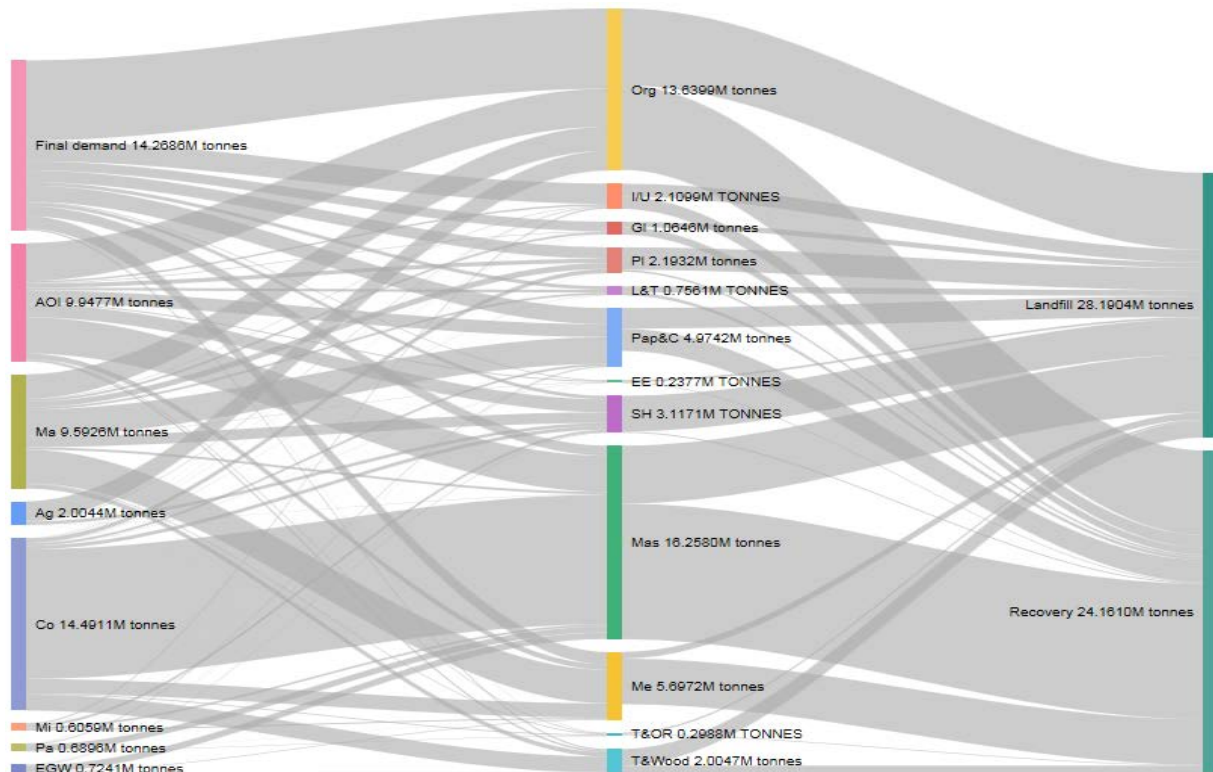 Final demand 14.2686M tonnes
AOI 9.9477M tonnes
Ma 9.5926M tonnes
Ag 2.0044M tonnes
Co 14.4911M tonnes
Mi 0.6059M tonnes
Pa 0.6896M tonnes
EGW 0.7241M tonnes
Org 13.6399M tonnes
I/U 2.1099M TONNES
Gl 1.0646M tonnes
Pl 2.1932M tonnes
L&T 0.7561M TONNES
Pap&C 4.9742M tonnes
EE 0.2377M TONNES
SH 3.1171M TONNES
Mas 16.2580M tonnes
Me 5.6972M tonnes
T&OR 0.2988M TONNES
T&Wood 2.0047M tonnes
Landfill 28.1904M tonnes
Recovery 24.1610M tonnes